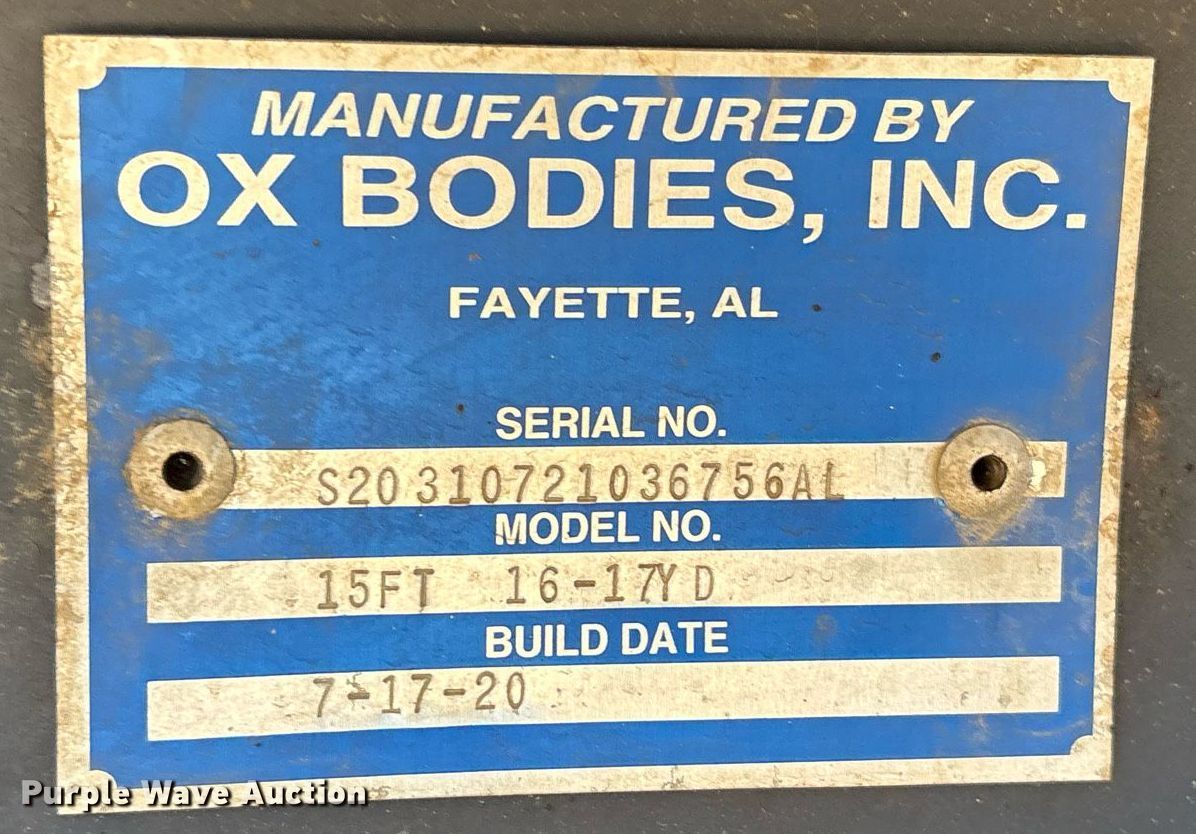 MANUFACTURED BY
OX BODIES, INC.
FAYETTE, AL
SERIAL NO.
S20310721036756AL
MODEL NO.
15FT 16-17YD
BUILD DATE
7-17-20
Purple Wave Auction